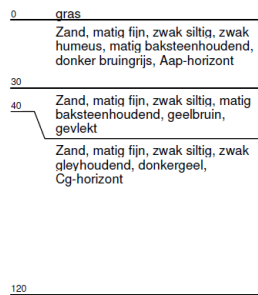 0 gras
Zand, matig fijn, zwak siltig, zwak
humeus, matig baksteenhoudend,
donker bruingrijs, Aap-horizont
30
Zand, matig fijn, zwak siltig, matig
40 baksteenhoudend, geelbruin,
gevlekt
Zand, matig fijn, zwak siltig, zwak
gleyhoudend, donkergeel,
Cg-horizont
120